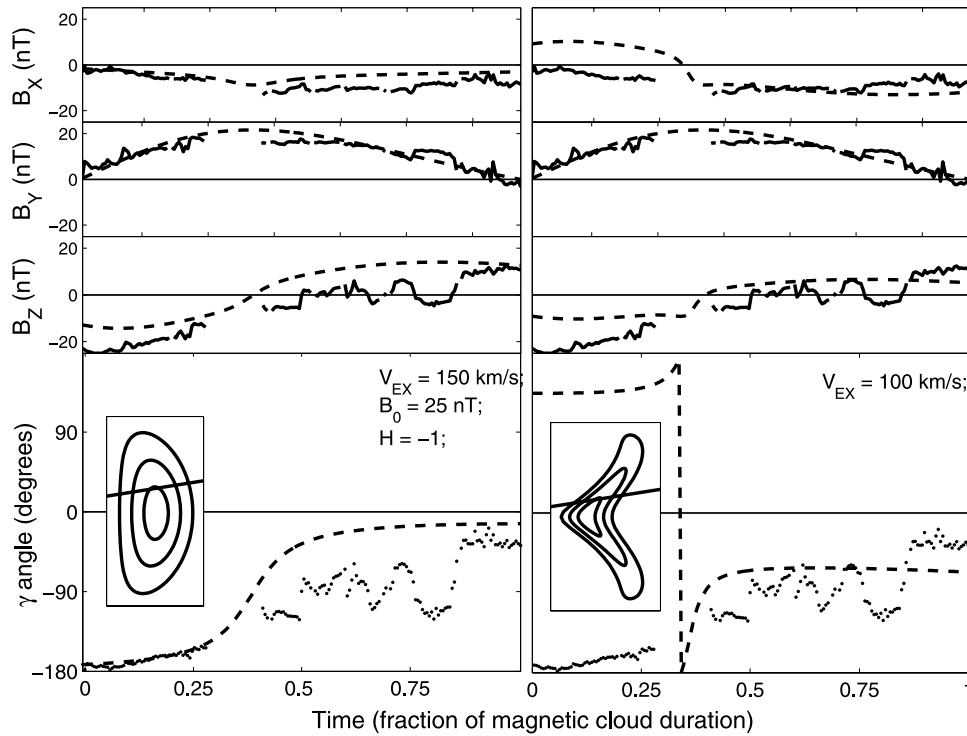 20
0
−20
B_X (nT)
20
0
−20
B_Y (nT)
20
0
−20
B_Z (nT)
V_EX = 150 km/s;
B_0 = 25 nT;
H = −1;
V_EX = 100 km/s;
90
0
−90
−180
γ angle (degrees)
0 0.25 0.5 0.75 0 0.25 0.5 0.75
Time (fraction of magnetic cloud duration)